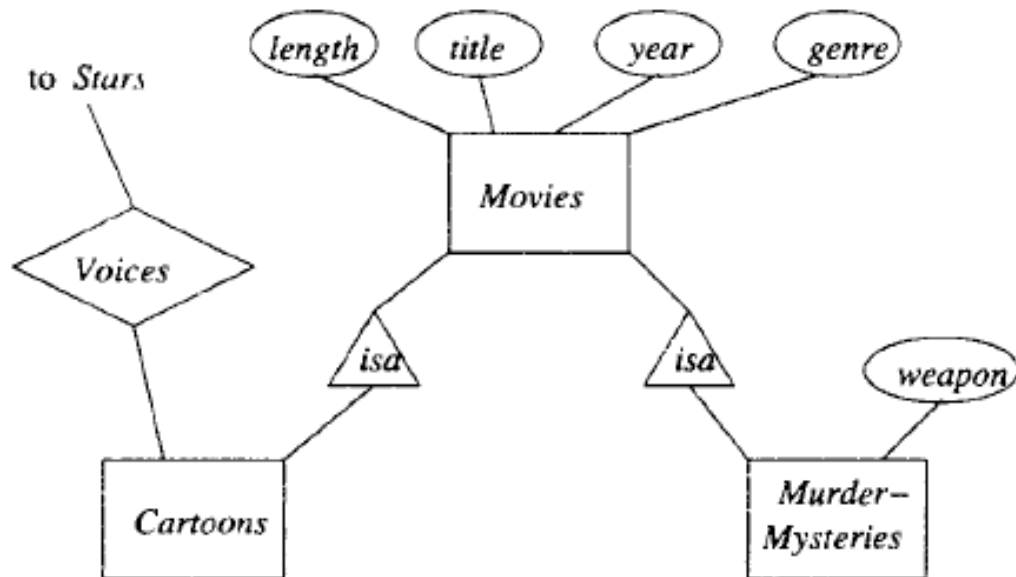 length
title
year
genre
to Stars
Movies
Voices
isa
isa
weapon
Cartoons
Murder–
Mysteries